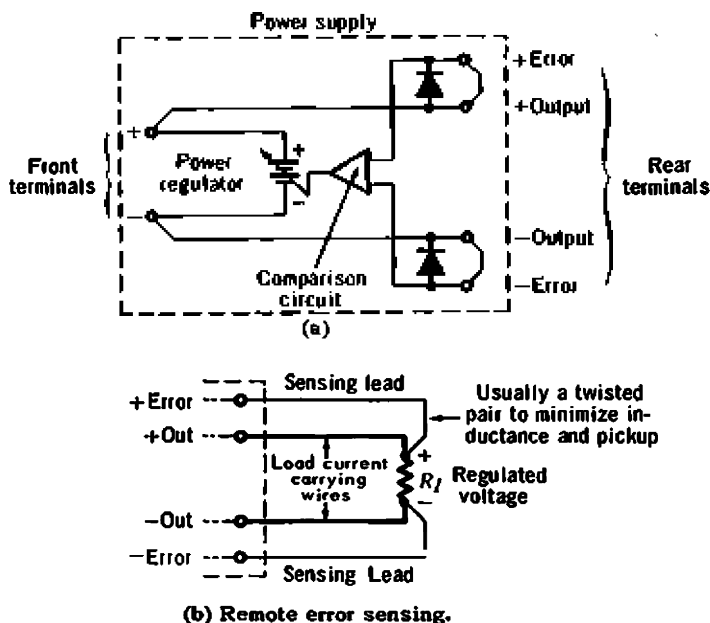 Power supply
+Error
+Output
+
+
Front
terminals
Power
regulator
Rear
terminals
−
−
−Output
Comparison
circuit
−Error
(a)
Sensing lead
+Error
Usually a twisted
pair to minimize in-
ductance and pickup
+Out
+
Load current
carrying
wires
R_l
Regulated
voltage
−
−Out
−Error
Sensing Lead
(b) Remote error sensing.